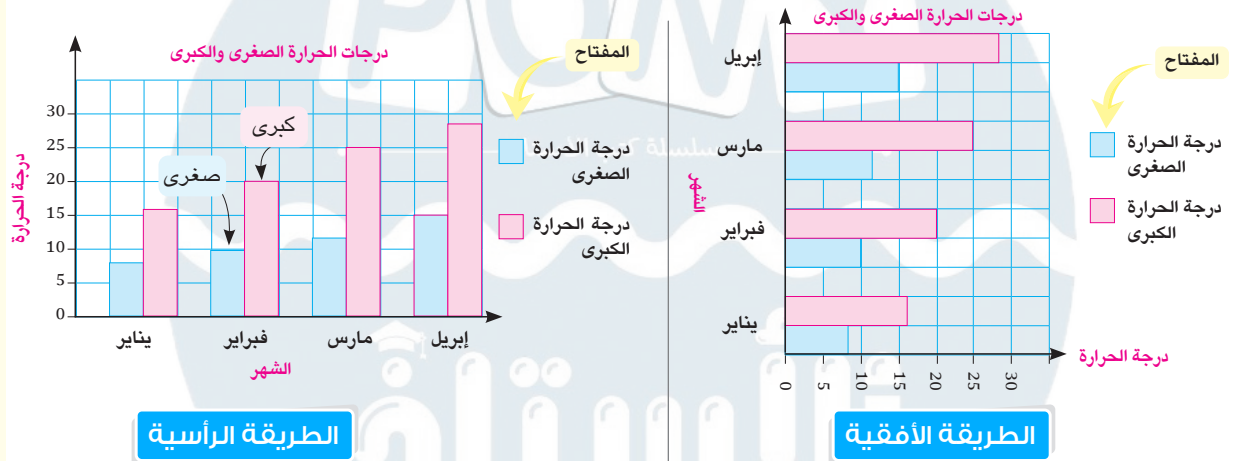 درجات الحرارة الصغرى والكبرى
المفتاح
إبريل
مارس
فبراير
يناير
الشهر
درجة الحرارة
الصغرى
درجة الحرارة
الكبرى
0 5 10 15 20 25 30
درجة الحرارة
الطريقة الأفقية
درجات الحرارة الصغرى والكبرى
المفتاح
30
25
20
15
10
5
0
درجة الحرارة
كبرى
صغرى
درجة الحرارة
الصغرى
درجة الحرارة
الكبرى
يناير فبراير مارس إبريل
الشهر
الطريقة الرأسية